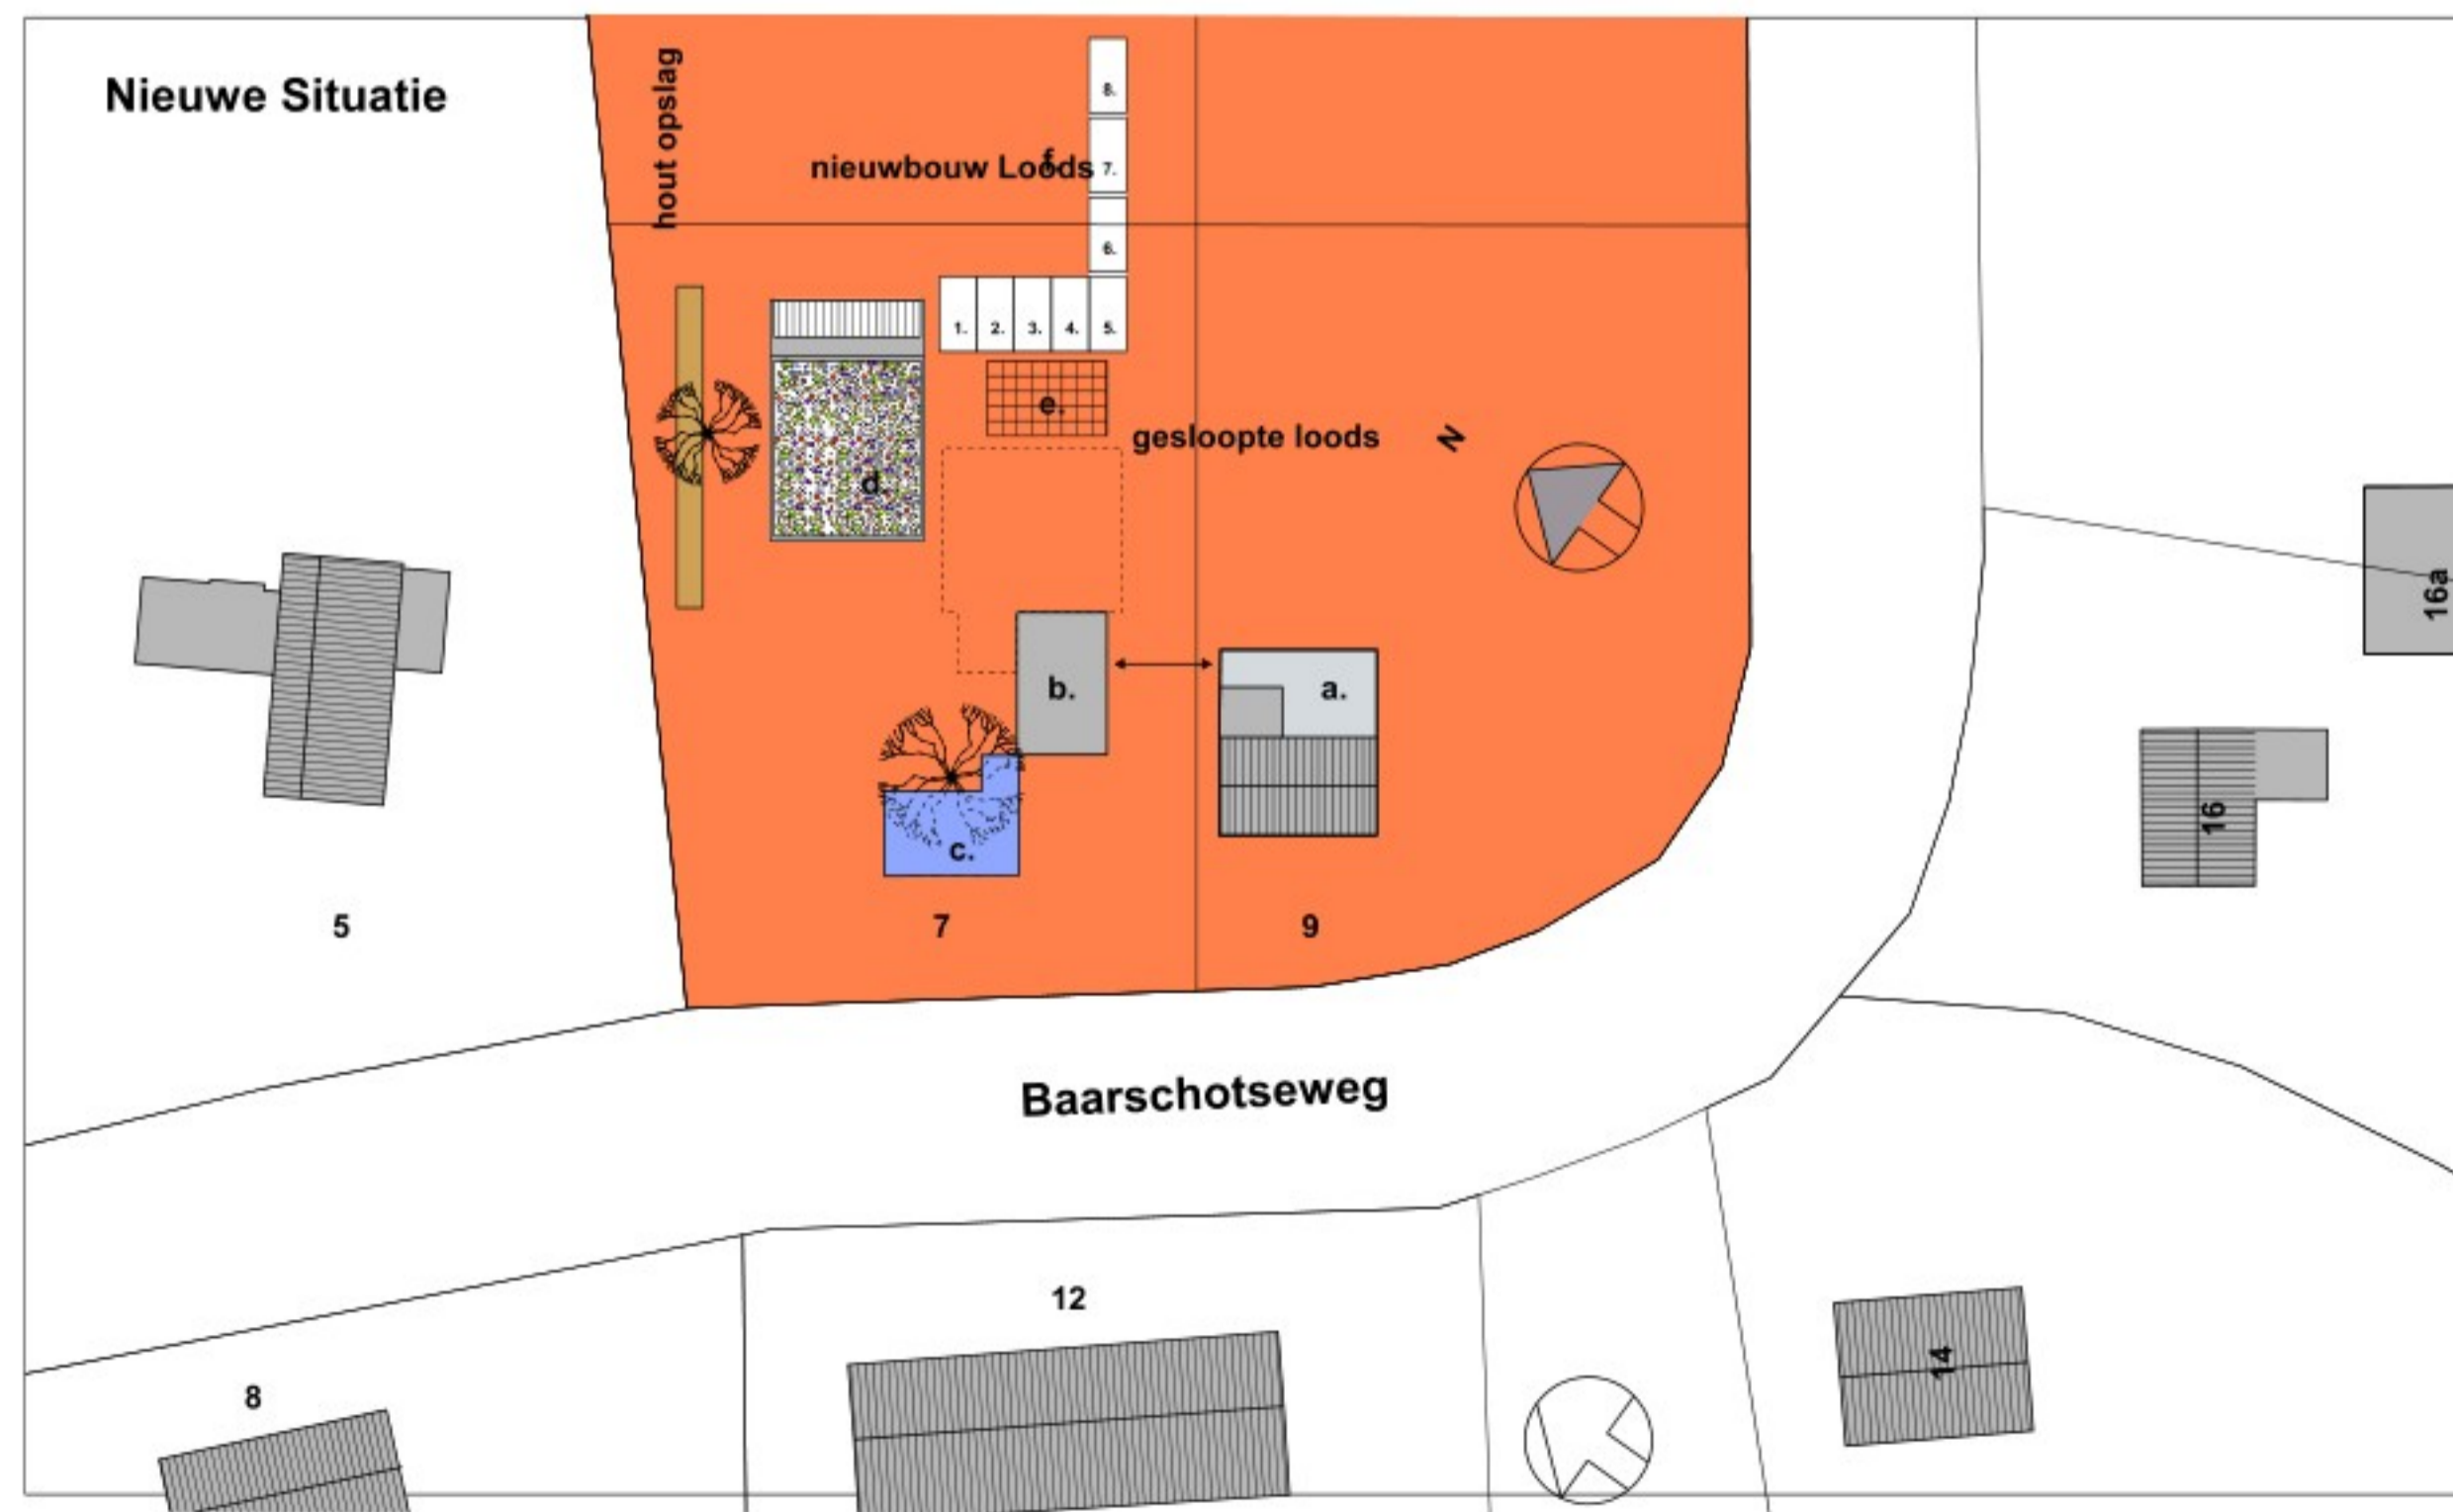 Nieuwe Situatie
hout opslag
nieuwbouw Loods
f.
8.
7.
6.
1. 2. 3. 4. 5.
e.
gesloopte loods
N
d.
16a
b.
a.
16
c.
5
7
9
Baarschotseweg
12
14
8